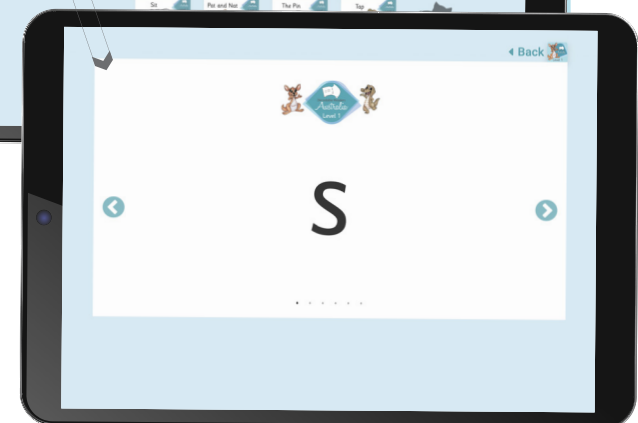 Sit
Pat and Nat
The Pin
Tap
Back
Australia
Level 1
s